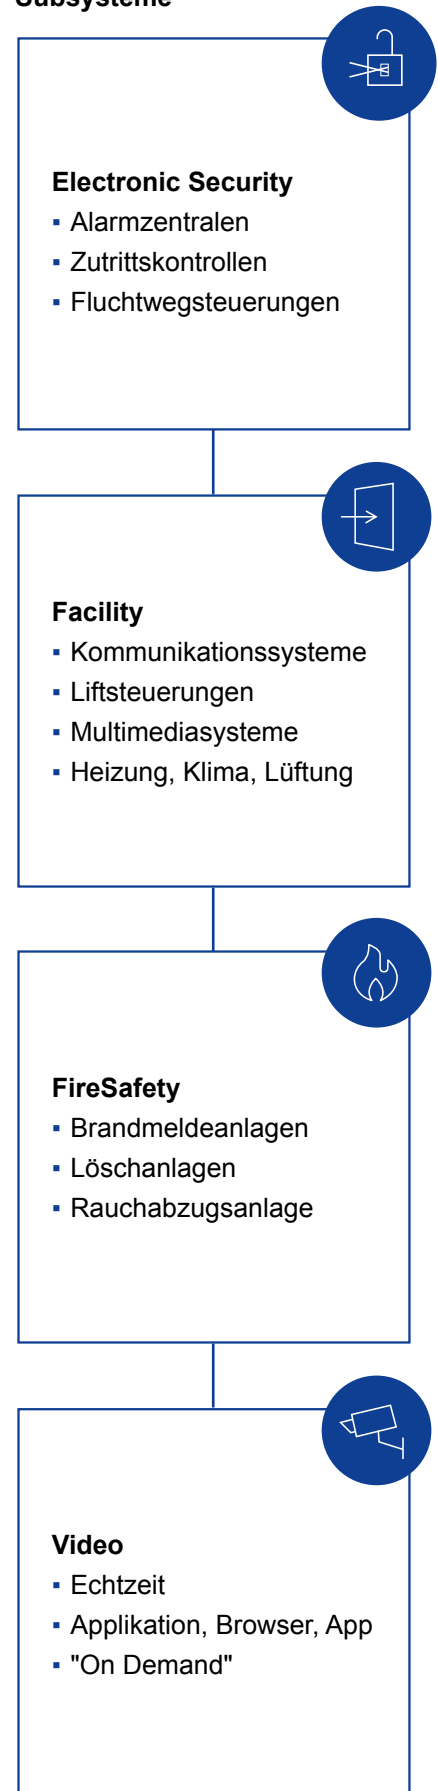 Subsysteme
Electronic Security
▪ Alarmzentralen
▪ Zutrittskontrollen
▪ Fluchtwegsteuerungen
Facility
▪ Kommunikationssysteme
▪ Liftsteuerungen
▪ Multimediasysteme
▪ Heizung, Klima, Lüftung
FireSafety
▪ Brandmeldeanlagen
▪ Löschanlagen
▪ Rauchabzugsanlage
Video
▪ Echtzeit
▪ Applikation, Browser, App
▪ "On Demand"